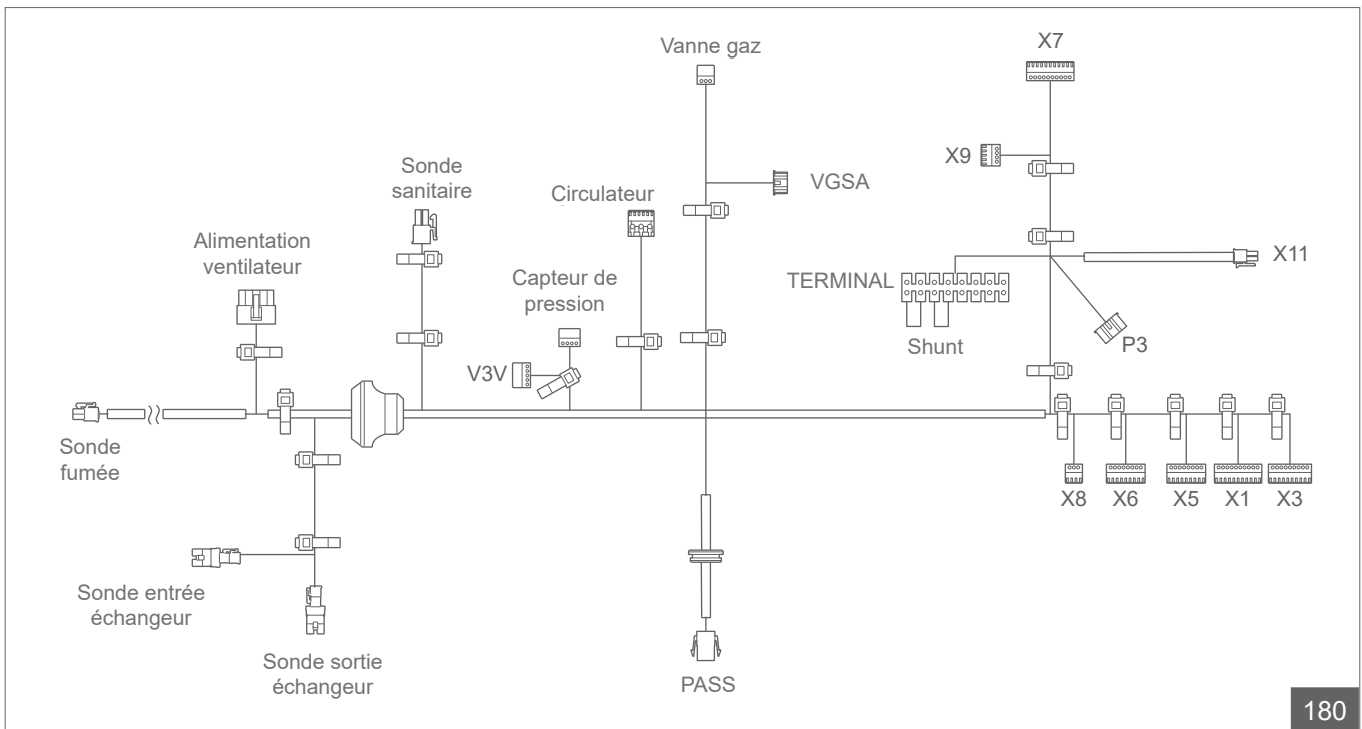 Vanne gaz
X7
X9
Sonde
sanitaire
VGSA
Circulateur
Alimentation
ventilateur
X11
Capteur de
pression
TERMINAL
P3
Shunt
V3V
Sonde
fumée
X8
X6
X5
X1
X3
Sonde entrée
échangeur
Sonde sortie
échangeur
PASS
180